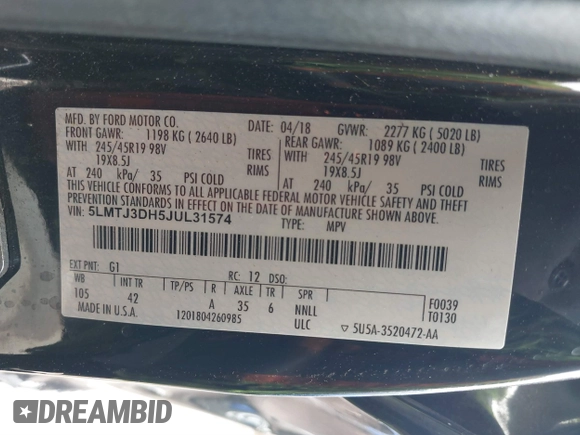 MFD. BY FORD MOTOR CO.
DATE: 04/18 GVWR: 2277 KG ( 5020 LB)
FRONT GAWR: 1198 KG ( 2640 LB)
REAR GAWR: 1089 KG ( 2400 LB)
WITH 245/45R19 98V TIRES
WITH 245/45R19 98V TIRES
19X8.5J RIMS
19X8.5J RIMS
AT 240 kPa/ 35 PSI COLD
AT 240 kPa/ 35 PSI COLD
THIS VEHICLE CONFORMS TO ALL APPLICABLE FEDERAL MOTOR VEHICLE SAFETY AND THEFT
PREVENTION STANDARDS IN EFFECT ON THE DATE OF MANUFACTURE SHOWN ABOVE.
VIN: 5LMTJ3DH5JUL31574
TYPE: MPV
EXT PNT: G1 RC: 12 DSO:
WB INT TR TP/PS R AXLE TR SPR
105 42 A 35 6 NNLL
F0039
T0130
MADE IN U.S.A. 1201804260985 ULC
▽ 5U5A-3520472-AA
DREAMBID